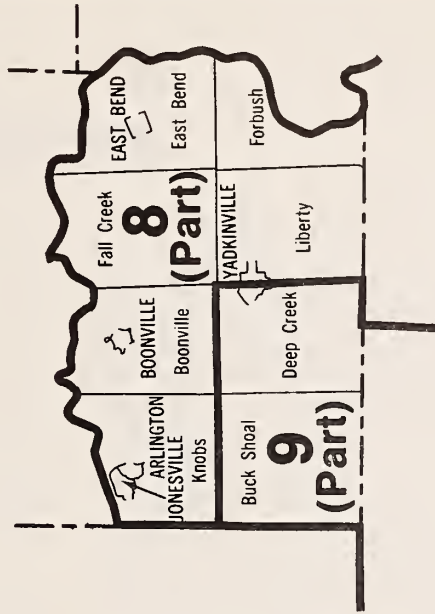 ARLINGTON
JONESVILLE
Knobs
BOONVILLE
Boonville
Fall Creek
8
(Part)
EAST BEND
East Bend
Buck Shoal
9
(Part)
Deep Creek
YADKINVILLE
Liberty
Forbush